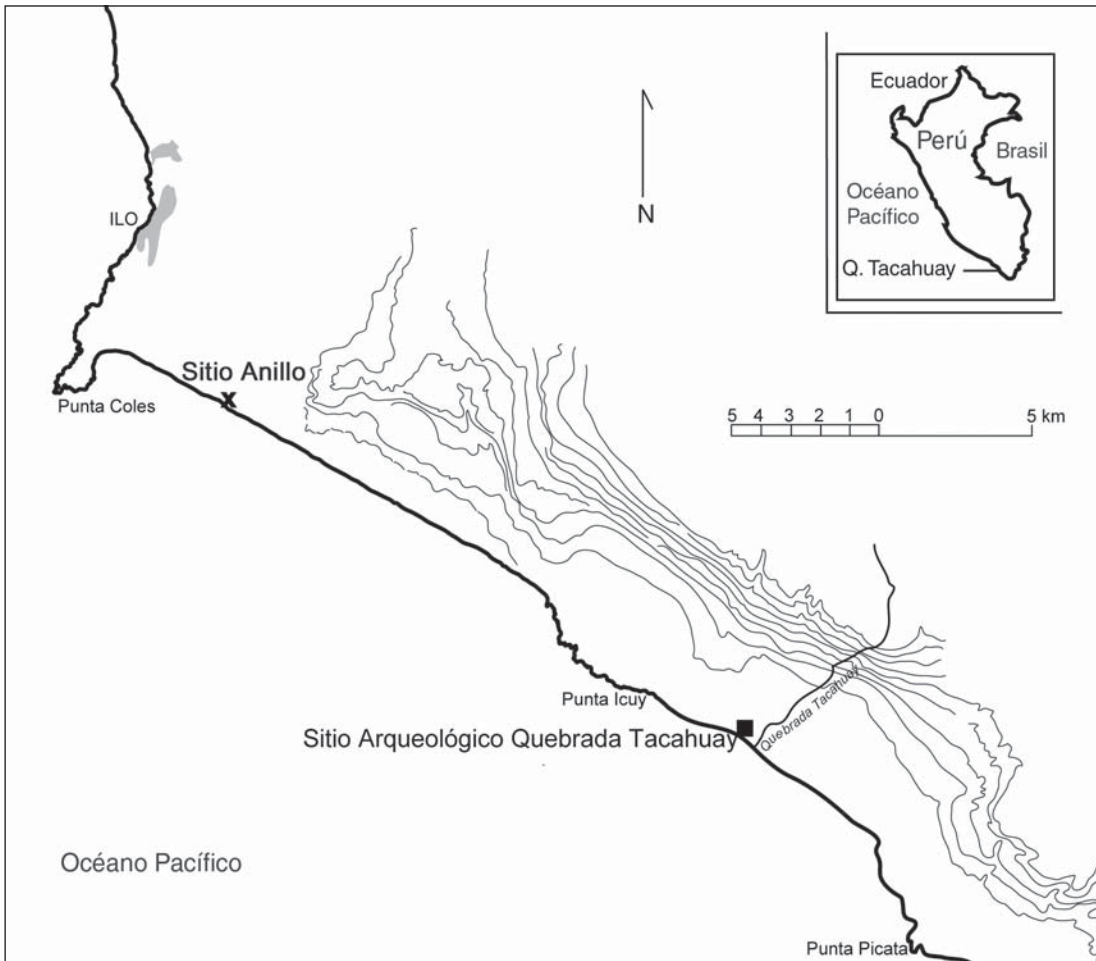 Ecuador
Perú
Brasil
Océano
Pacífico
Q. Tacahuay
N
ILO
Sitio Anillo
x
Punta Coles
5 4 3 2 1 0 5 km
Punta Icuy
Quebrada Tacahuay
Sitio Arqueológico Quebrada Tacahuay
Océano Pacífico
Punta Picata